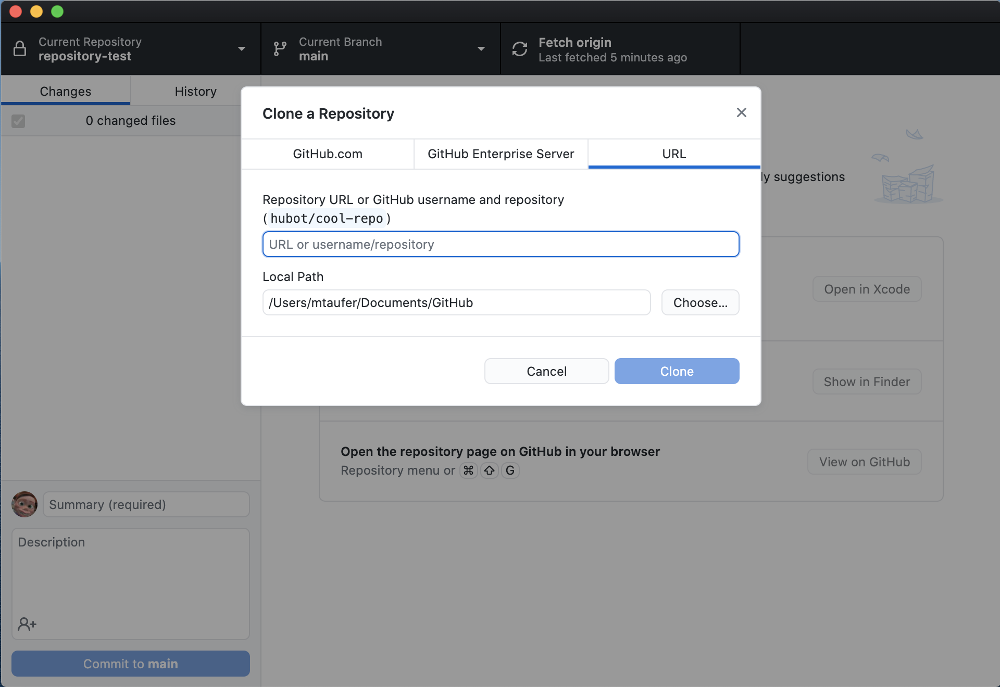 Current Repository
repository-test
Current Branch
main
Fetch origin
Last fetched 5 minutes ago
Changes
History
0 changed files
Clone a Repository
GitHub.com
GitHub Enterprise Server
URL
ly suggestions
Repository URL or GitHub username and repository
(hubot/cool-repo)
URL or username/repository
Local Path
/Users/mtaufer/Documents/GitHub
Choose...
Open in Xcode
Cancel
Clone
Show in Finder
Open the repository page on GitHub in your browser
Repository menu or ⌘ ⇧ G
View on GitHub
Summary (required)
Description
Commit to main